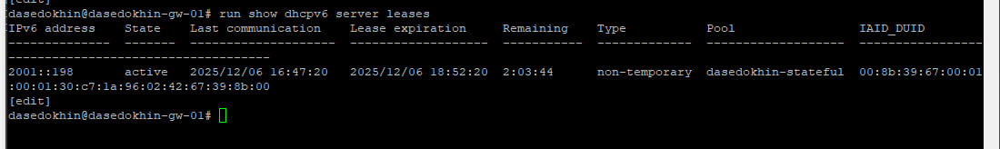 [edit]
dasedokhin@dasedokhin-gw-01# run show dhcpv6 server leases
IPv6 address    State    Last communication    Lease expiration     Remaining    Type           Pool                 IAID_DUID
--------------  -------  --------------------  -------------------  -----------  -------------  -------------------  -----------------
------------------------------------
2001::198       active   2025/12/06 16:47:20   2025/12/06 18:52:20  2:03:44      non-temporary  dasedokhin-stateful  00:8b:39:67:00:01
:00:01:30:c7:1a:96:02:42:67:39:8b:00
[edit]
dasedokhin@dasedokhin-gw-01#